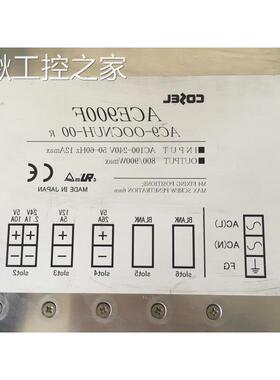 工控之家
COSEL
ACE900F
AC9-OOCNUH-00 R
■INPUT AC100-240V 50-60Hz 12Amax
■OUTPUT 800/900Wmax
M4 FIXING POSITIONS:
MAX SCREW PENETRATION 6mm
CE
MADE IN JAPAN
AC(L)
AC(N)
FG
BLANK
slot6
BLANK
slot5
5V
26A
+
−
slot4
12V
5A
+
−
slot3
24V 5V
2.1A 10A
+ +
− −
slot2